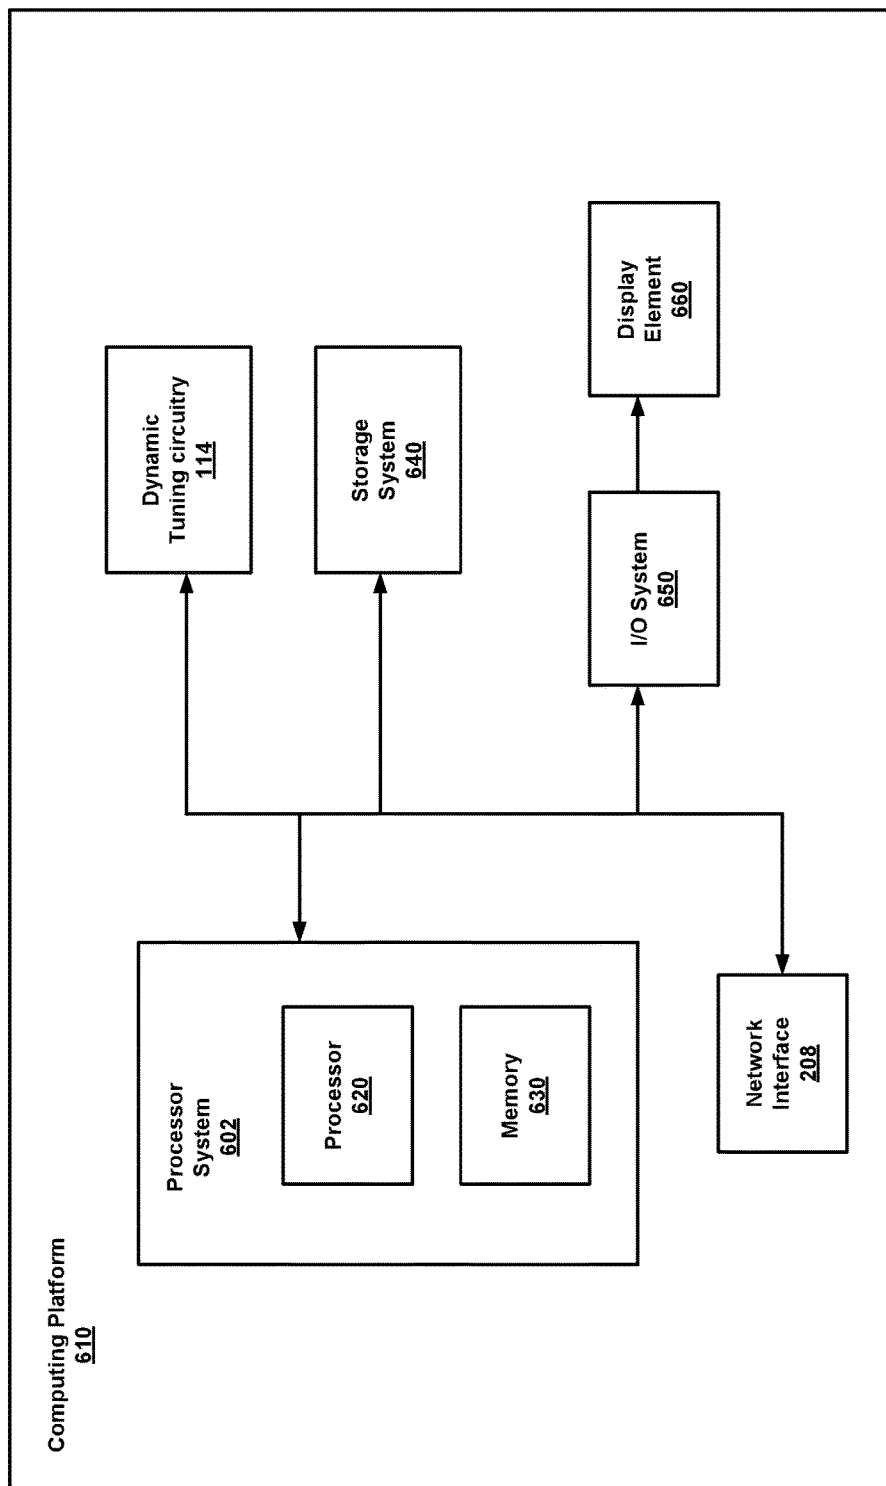 Computing Platform
610
Processor
System
602
Processor
620
Memory
630
Network
Interface
208
Dynamic
Tuning circuitry
114
Storage
System
640
I/O System
650
Display
Element
660